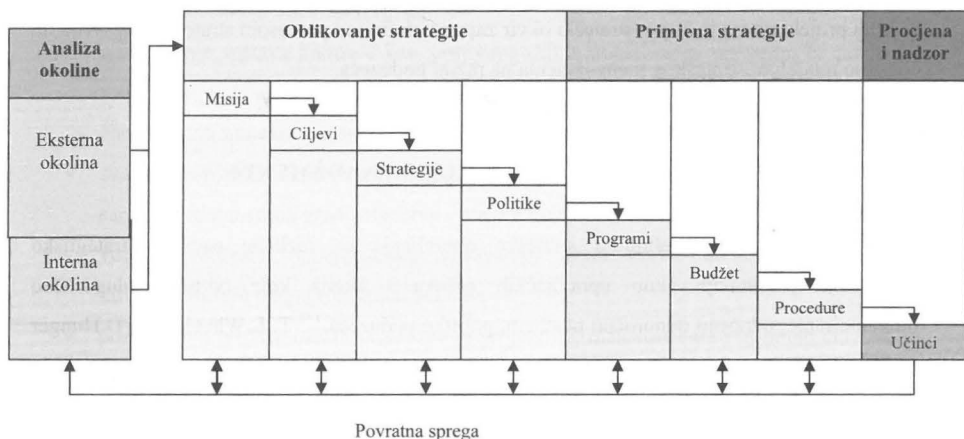 Analiza
okoline
Eksterna
okolina
Interna
okolina
Oblikovanje strategije
Primjena strategije
Procjena
i nadzor
Misija
Ciljevi
Strategije
Politike
Programi
Budžet
Procedure
Učinci
Povratna sprega